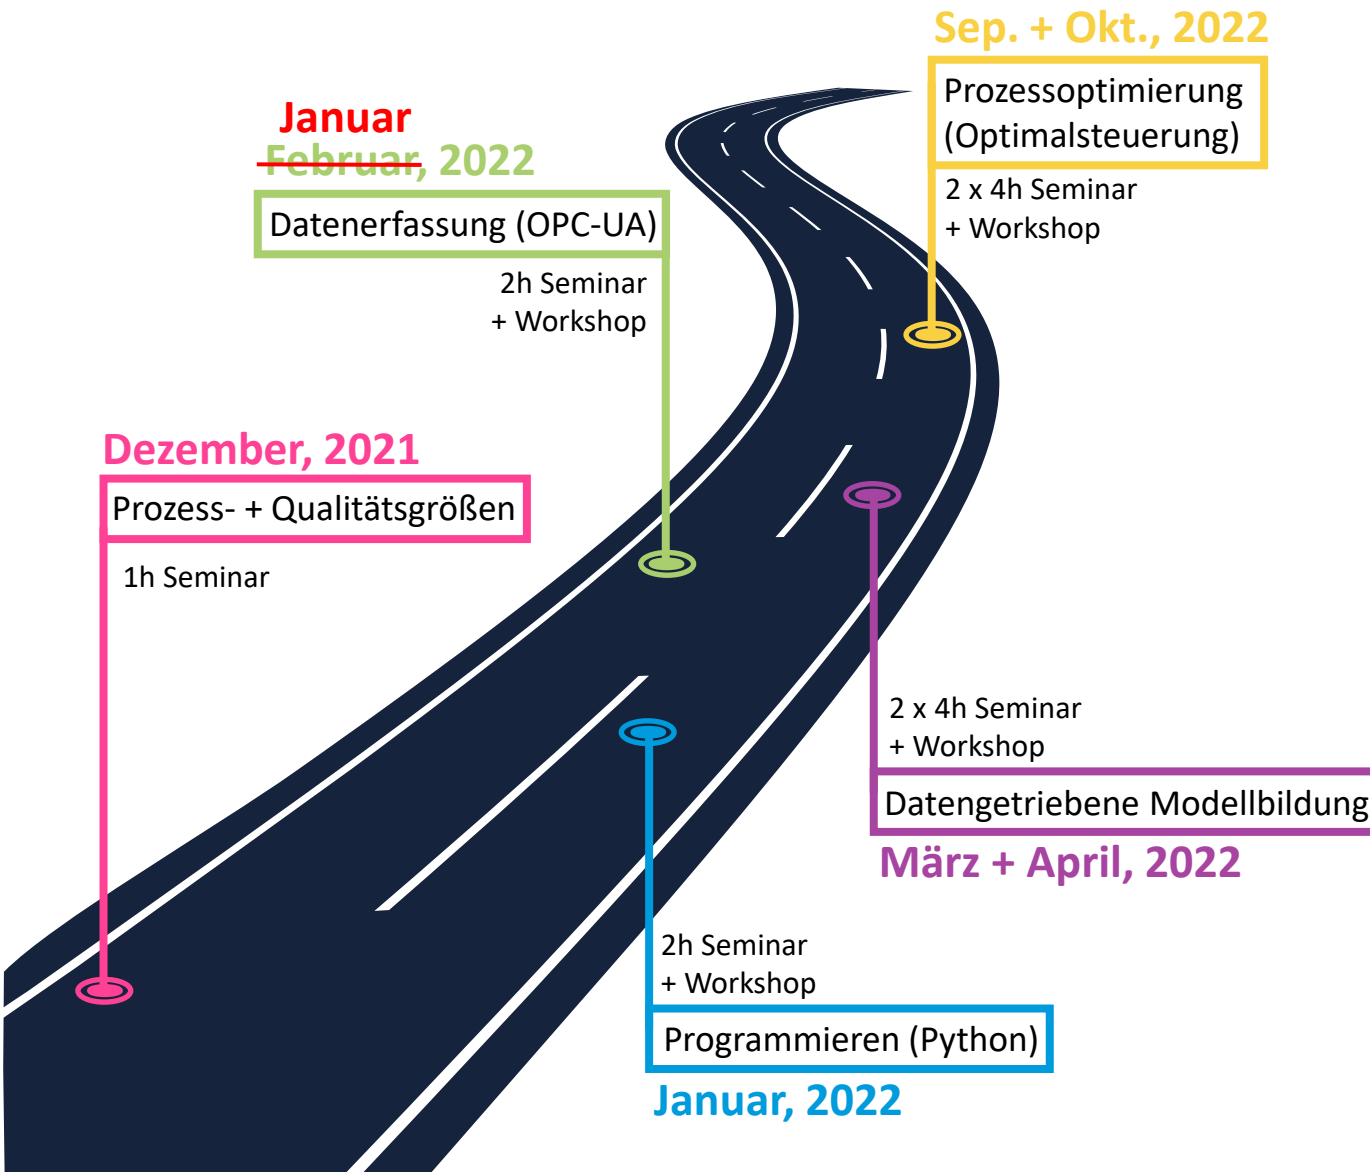 Sep. + Okt., 2022
Prozessoptimierung
(Optimalsteuerung)
2 x 4h Seminar
+ Workshop
Januar
Februar, 2022
Datenerfassung (OPC-UA)
2h Seminar
+ Workshop
Dezember, 2021
Prozess- + Qualitätsgrößen
1h Seminar
2 x 4h Seminar
+ Workshop
Datengetriebene Modellbildung
März + April, 2022
2h Seminar
+ Workshop
Programmieren (Python)
Januar, 2022